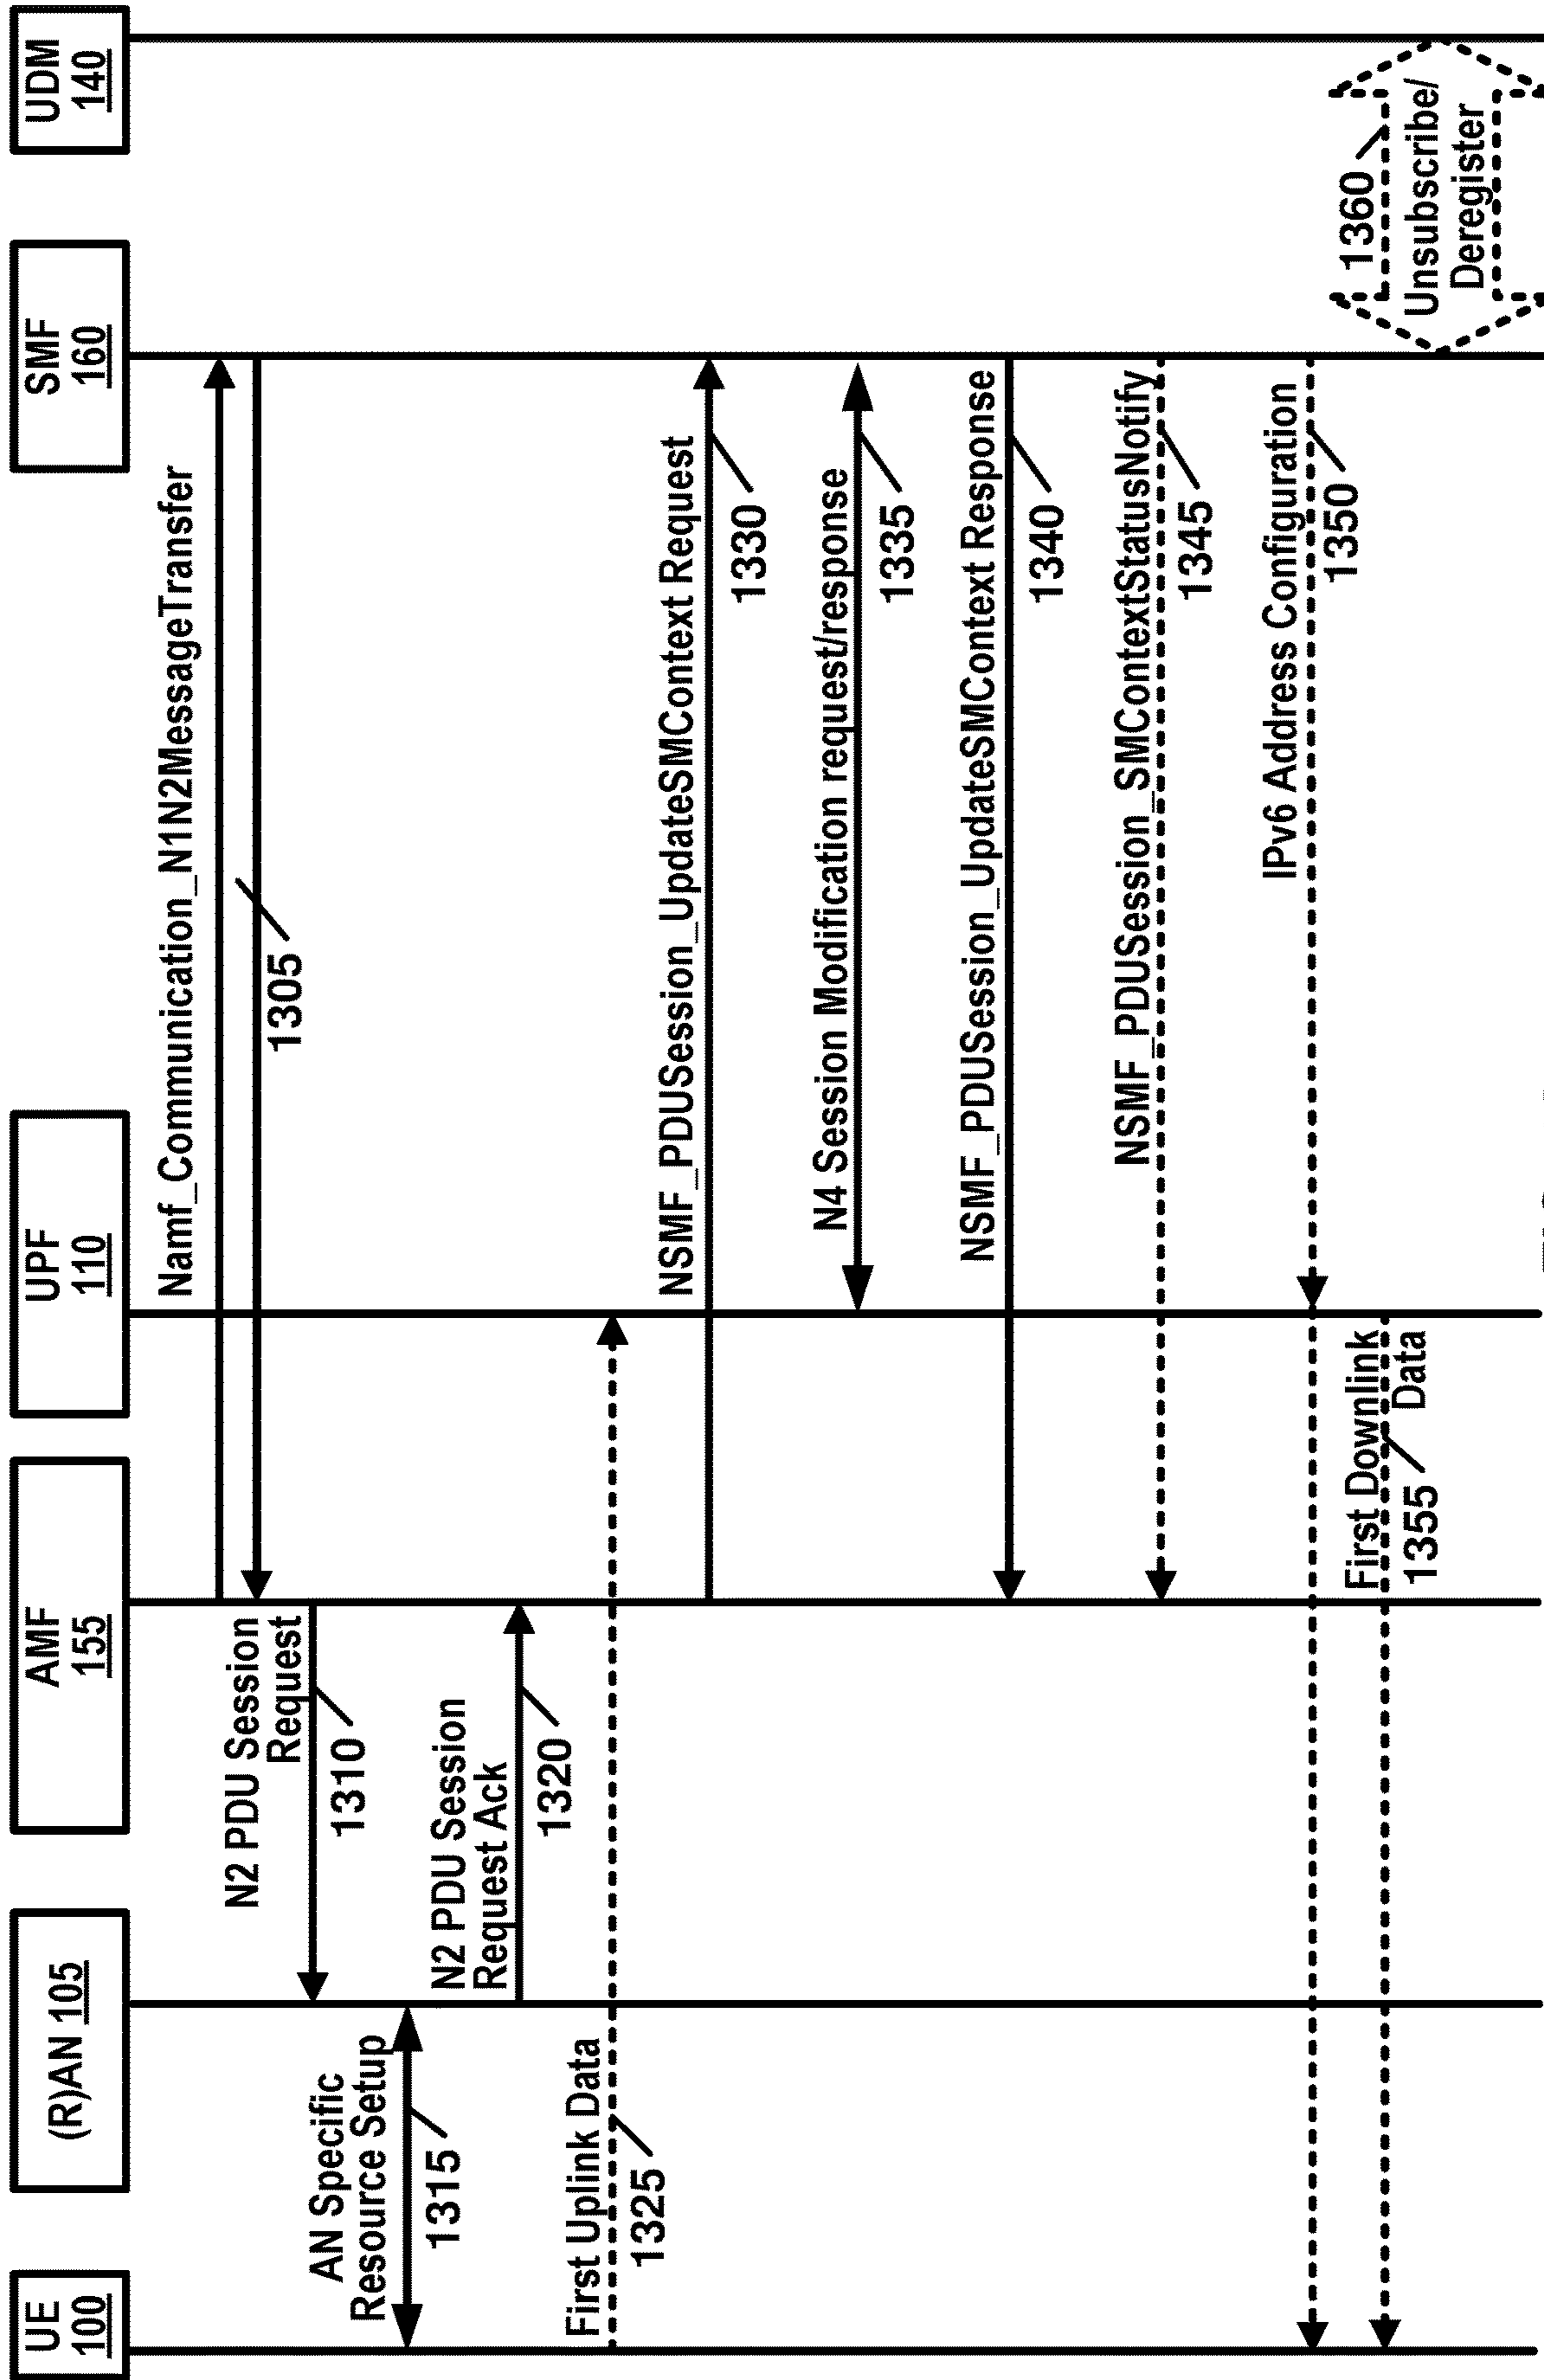 UE
100
(R)AN 105
AMF
155
UPF
110
SMF
160
UDM
140
Namf_Communication_N1N2MessageTransfer
1305
N2 PDU Session
Request
1310
AN Specific
Resource Setup
1315
N2 PDU Session
Request Ack
1320
First Uplink Data
1325
NSMF_PDUSession_UpdateSMContext Request
1330
N4 Session Modification request/response
1335
NSMF_PDUSession_UpdateSMContext Response
1340
NSMF_PDUSession_SMContextStatusNotify
1345
IPv6 Address Configuration
1350
First Downlink
Data
1355
1360
Unsubscribe/
Deregister